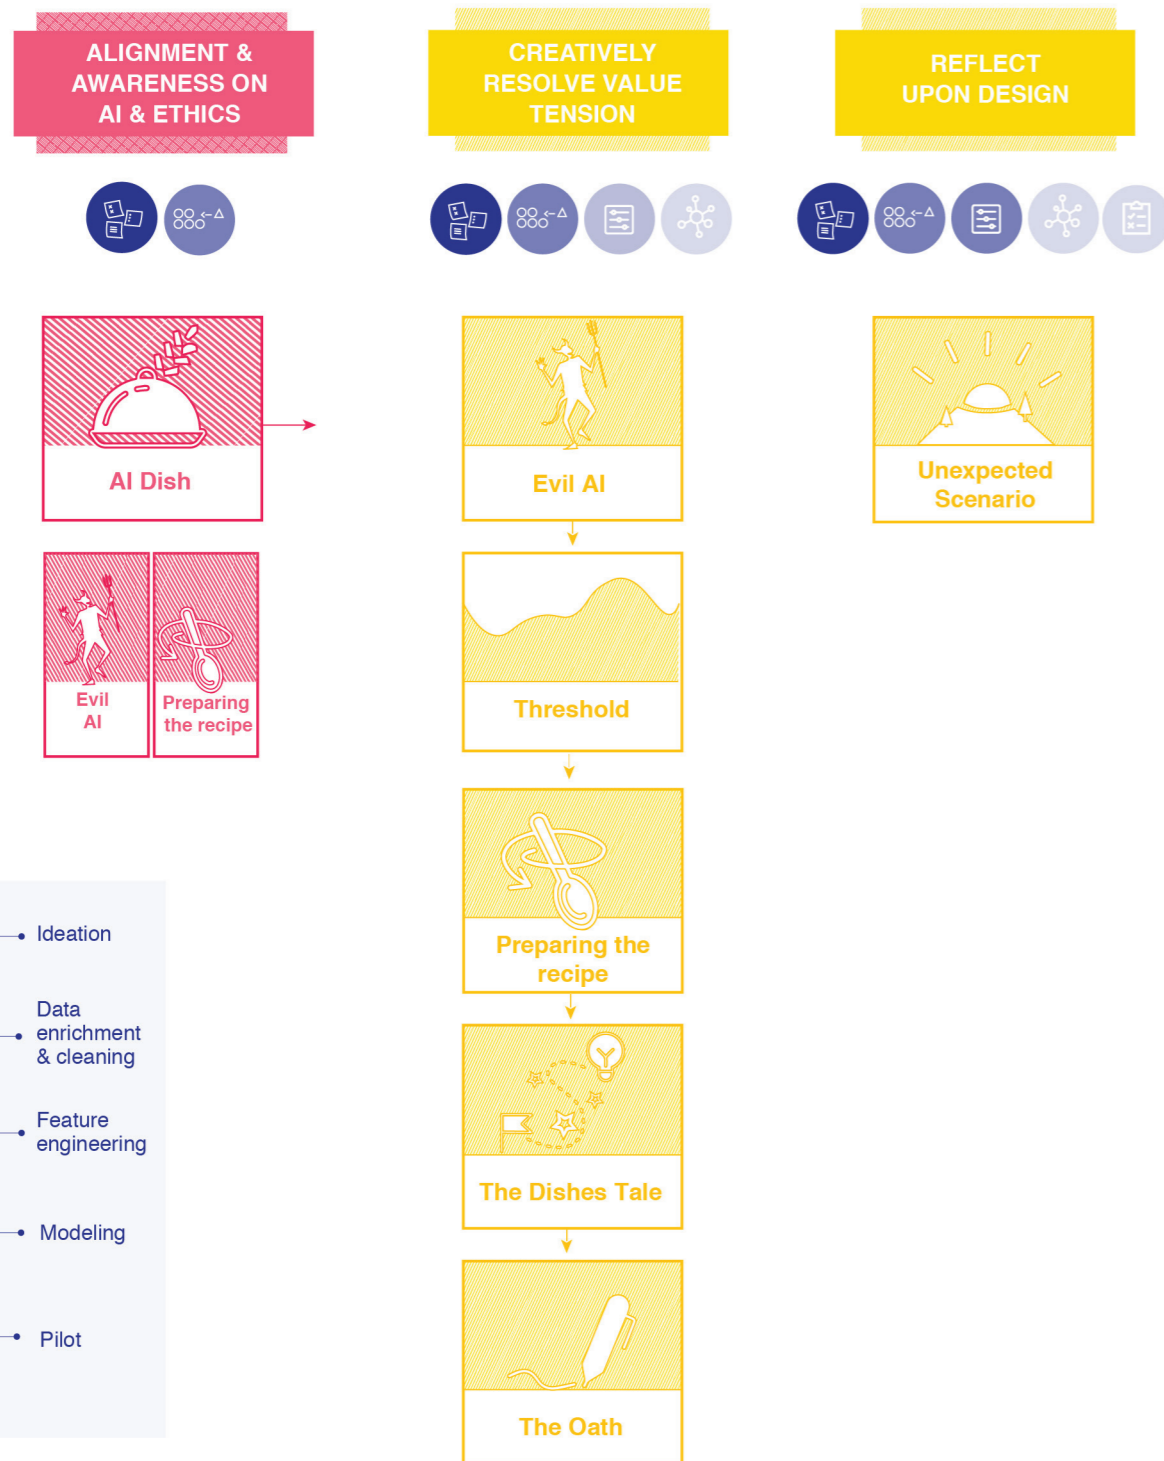 ALIGNMENT &
AWARENESS ON
AI & ETHICS
CREATIVELY
RESOLVE VALUE
TENSION
REFLECT
UPON DESIGN
AI Dish
Evil AI
Unexpected
Scenario
Evil
AI
Preparing
the recipe
Threshold
Preparing the
recipe
Ideation
Data
enrichment
& cleaning
Feature
engineering
Modeling
Pilot
The Dishes Tale
The Oath